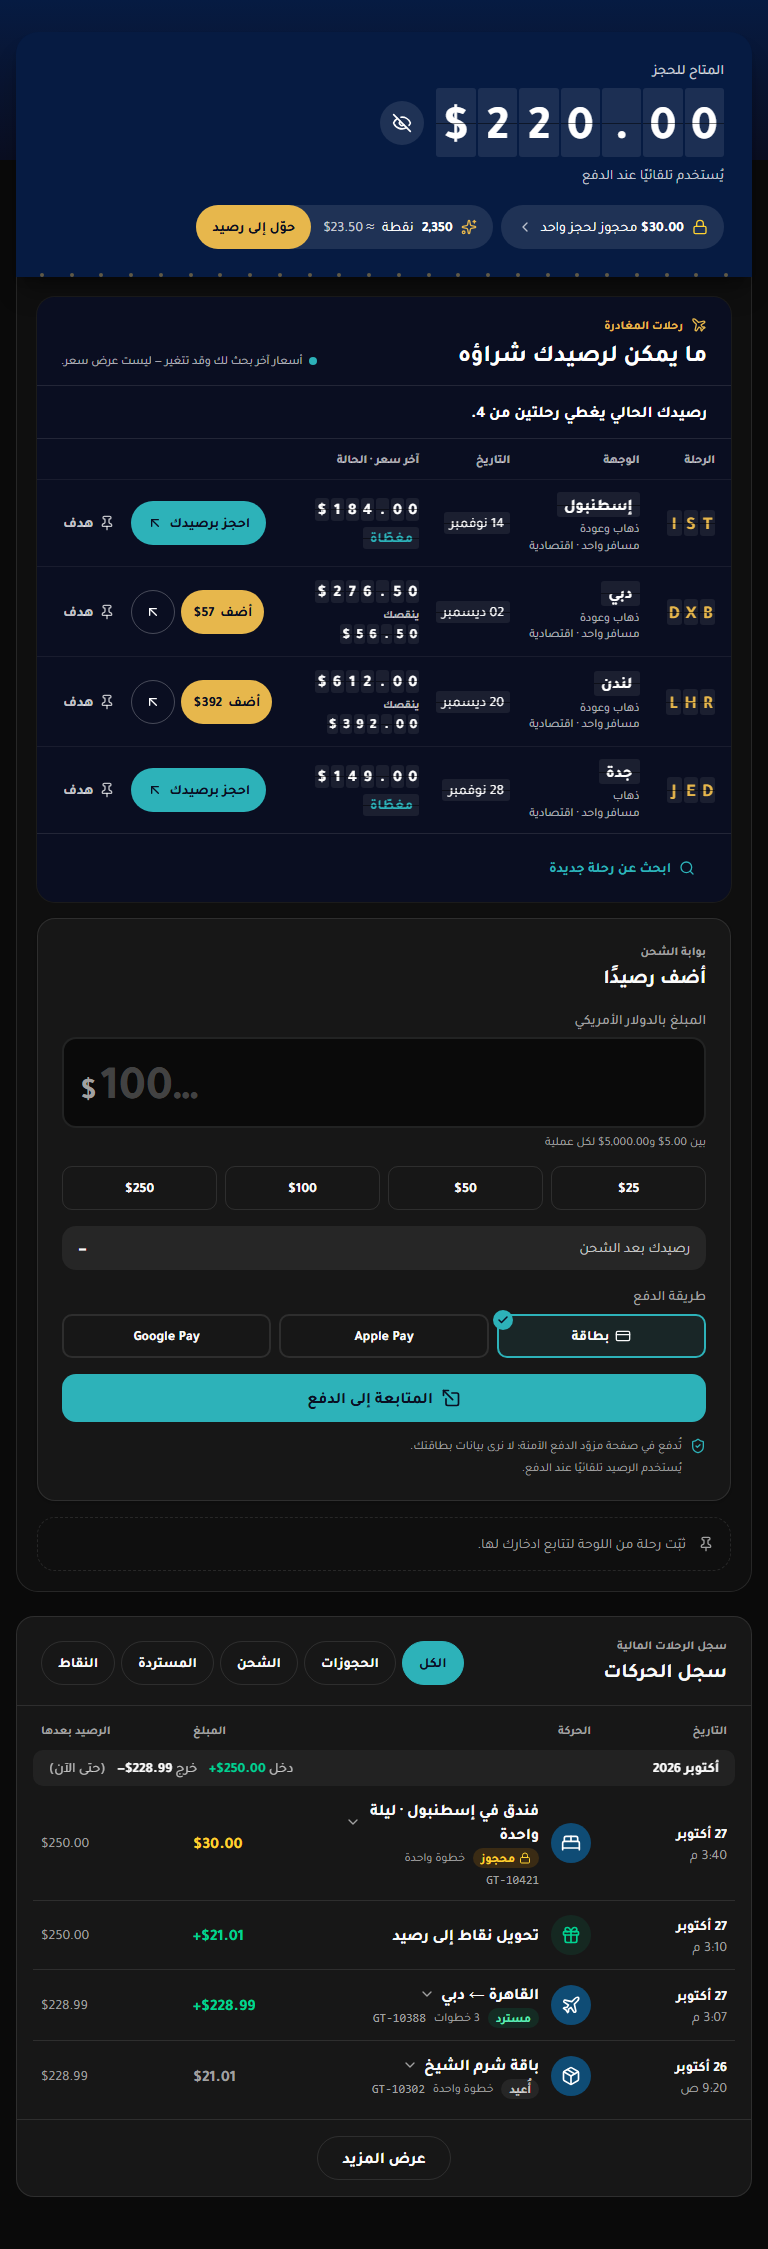 المتاح للحجز
$220.00
يُستخدم تلقائيًا عند الدفع
$30.00 محجوز لحجز واحد
2,350 نقطة ≈ $23.50
حوّل إلى رصيد
رحلات المغادرة
ما يمكن لرصيدك شراؤه
أسعار آخر بحث لك وقد تتغير – ليست عرض سعر.
رصيدك الحالي يغطي رحلتين من 4.
الرحلة الوجهة التاريخ آخر سعر · الحالة
IST
إسطنبول
ذهاب وعودة
مسافر واحد · اقتصادية
14 نوفمبر
$184.00
مغطّاة
احجز برصيدك
هدف
DXB
دبي
ذهاب وعودة
مسافر واحد · اقتصادية
02 ديسمبر
$276.50
ينقصك
$56.50
أضف $57
هدف
LHR
لندن
ذهاب وعودة
مسافر واحد · اقتصادية
20 ديسمبر
$612.00
ينقصك
$392.00
أضف $392
هدف
JED
جدة
ذهاب
مسافر واحد · اقتصادية
28 نوفمبر
$149.00
مغطّاة
احجز برصيدك
هدف
ابحث عن رحلة جديدة
بوابة الشحن
أضف رصيدًا
المبلغ بالدولار الأمريكي
$ 100...
بين $5.00 و$5,000.00 لكل عملية
$25 $50 $100 $250
رصيدك بعد الشحن –
طريقة الدفع
بطاقة
Apple Pay
Google Pay
المتابعة إلى الدفع
تُدفع في صفحة مزوّد الدفع الآمنة؛ لا نرى بيانات بطاقتك.
يُستخدم الرصيد تلقائيًا عند الدفع.
ثبّت رحلة من اللوحة لتتابع ادخارك لها.
سجل الرحلات المالية
سجل الحركات
الكل الحجوزات الشحن المستردة النقاط
التاريخ الحركة المبلغ الرصيد بعدها
أكتوبر 2026
دخل +$250.00 خرج –$228.99 (حتى الآن)
27 أكتوبر
3:40 م
فندق في إسطنبول · ليلة
واحدة
محجوز خطوة واحدة
GT-10421
$30.00
$250.00
27 أكتوبر
3:10 م
تحويل نقاط إلى رصيد
+$21.01
$250.00
27 أكتوبر
3:07 م
القاهرة ← دبي
مسترد 3 خطوات GT-10388
+$228.99
$228.99
26 أكتوبر
9:20 ص
باقة شرم الشيخ
أُعيد خطوة واحدة GT-10302
$21.01
$228.99
عرض المزيد